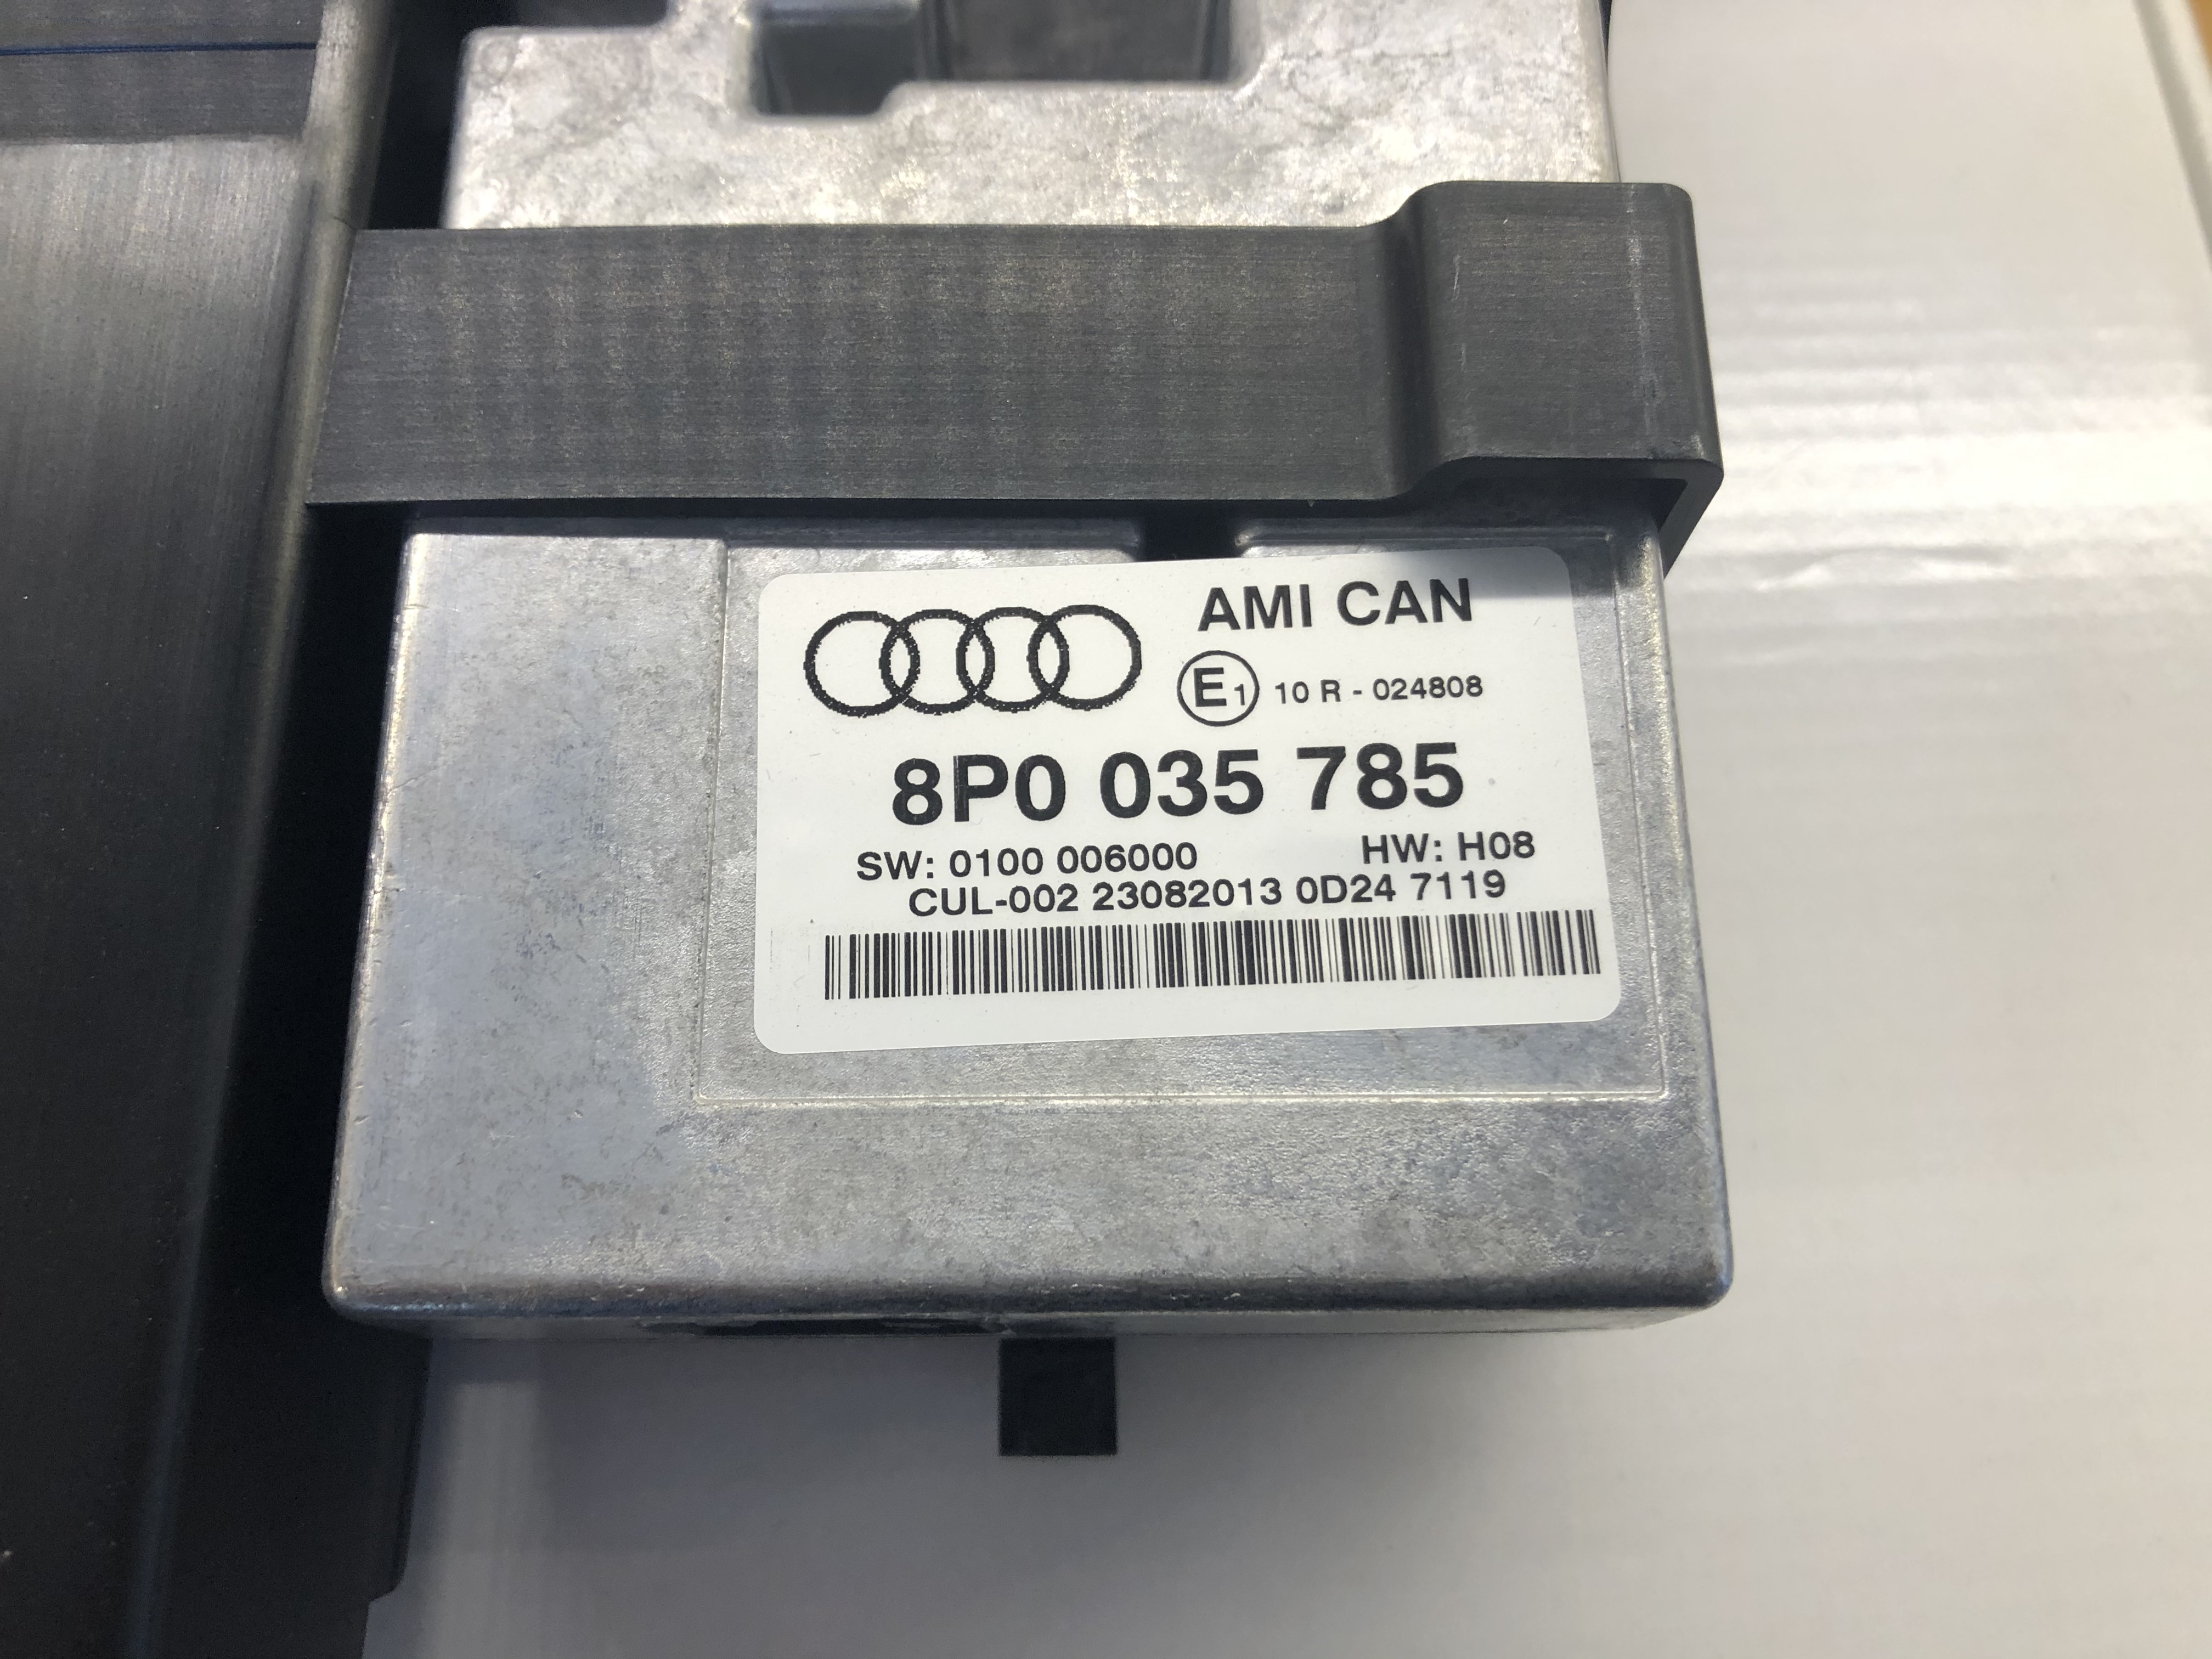 AMI CAN
E1 10 R - 024808
8P0 035 785
SW: 0100 006000 HW: H08
CUL-002 23082013 0D24 7119